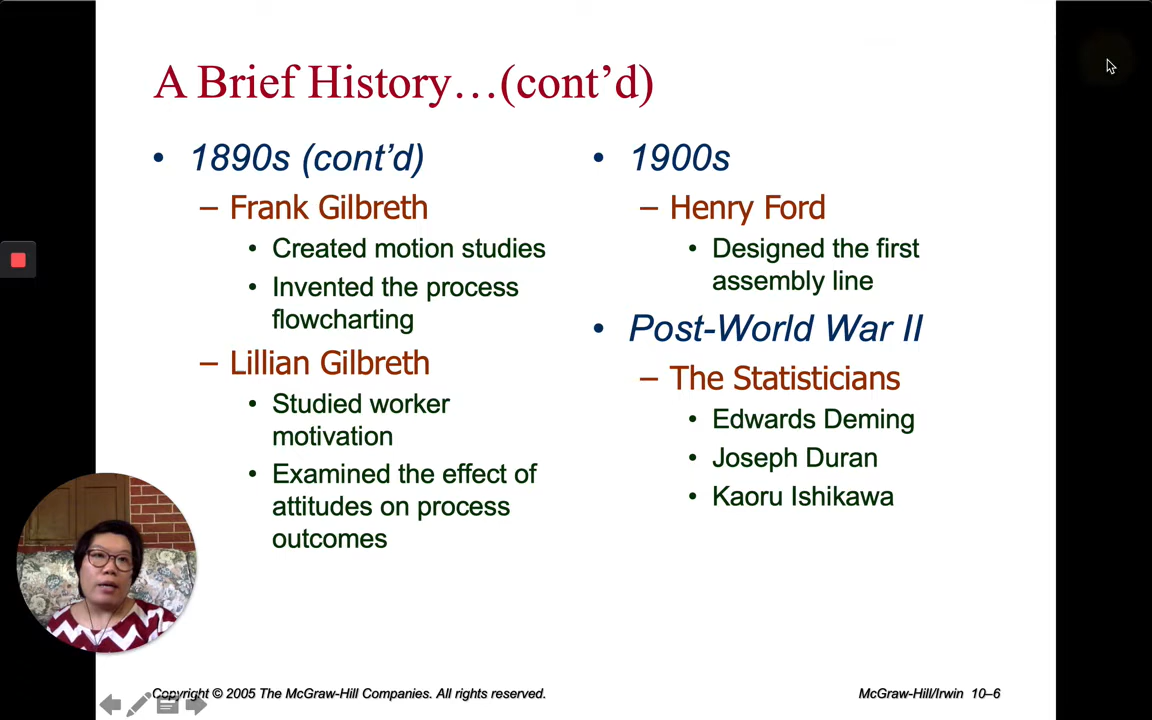 A Brief History…(cont’d)
• 1890s (cont’d)
– Frank Gilbreth
• Created motion studies
• Invented the process
flowcharting
– Lillian Gilbreth
• Studied worker
motivation
• Examined the effect of
attitudes on process
outcomes
• 1900s
– Henry Ford
• Designed the first
assembly line
• Post-World War II
– The Statisticians
• Edwards Deming
• Joseph Duran
• Kaoru Ishikawa
Copyright © 2005 The McGraw-Hill Companies. All rights reserved.
McGraw-Hill/Irwin 10–6